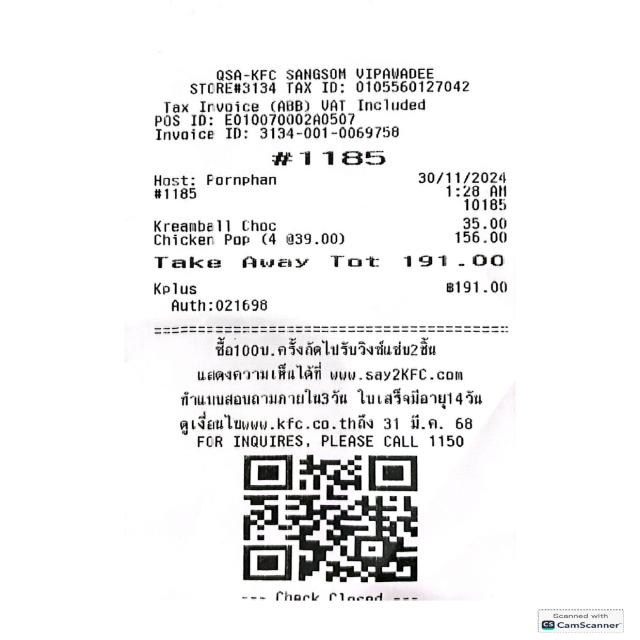 QSA-KFC SANGSOM VIPAWADEE
STORE#3134 TAX ID: 0105560127042
Tax Invoice (ABB) VAT Included
POS ID: E010070002A0507
Invoice ID: 3134-001-0069758
#1185
Host: Pornphan 30/11/2024
#1185 1:28 AM
10185
Kreamball Choc 35.00
Chicken Pop (4 @39.00) 156.00
Take Away Tot 191.00
Kplus ฿191.00
Auth:021698
ซื้อ100บ.ครั้งถัดไปรับวิงซ์แซ่บ2ชิ้น
แสดงความเห็นได้ที่ www.say2KFC.com
ทำแบบสอบถามภายใน3วัน ใบเสร็จมีอายุ14วัน
ดูเงื่อนไขwww.kfc.co.thถึง 31 มี.ค. 68
FOR INQUIRES, PLEASE CALL 1150
--- Check Closed ---
Scanned with
CS CamScanner